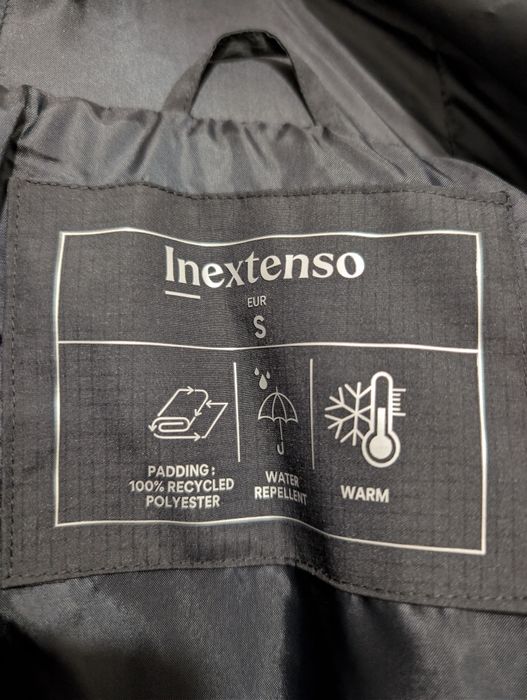 Inextenso
EUR
S
PADDING:
100% RECYCLED
POLYESTER
WATER
REPELLENT
WARM